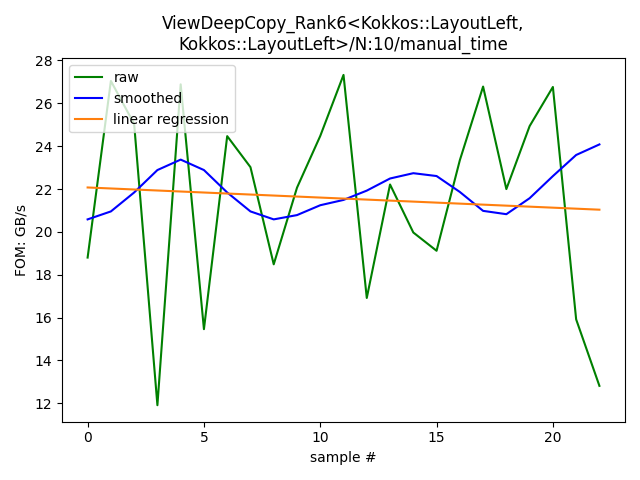 ViewDeepCopy_Rank6<Kokkos::LayoutLeft,
Kokkos::LayoutLeft>/N:10/manual_time
raw
smoothed
linear regression
FOM: GB/s
28
26
24
22
20
18
16
14
12
0
5
10
15
20
sample #